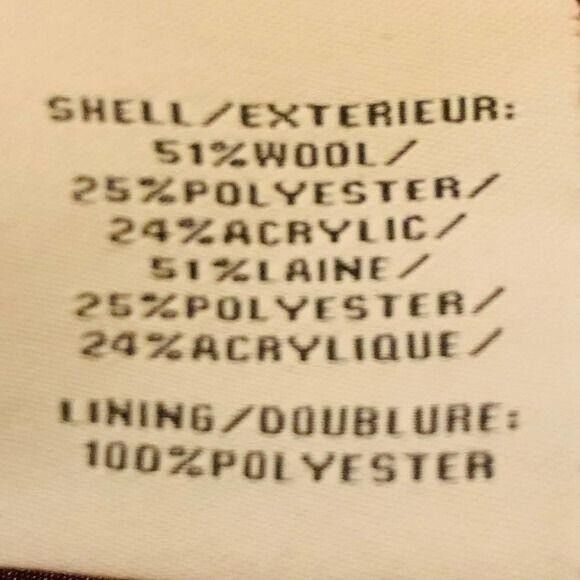 SHELL/EXTERIEUR:
51%WOOL/
25%POLYESTER/
24%ACRYLIC/
51%LAINE/
25%POLYESTER/
24%ACRYLIQUE/
LINING/DOUBLURE:
100%POLYESTER